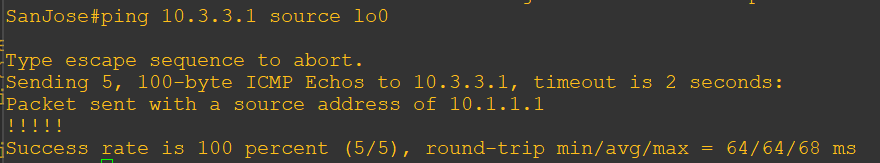 SanJose#ping 10.3.3.1 source lo0
Type escape sequence to abort.
Sending 5, 100-byte ICMP Echos to 10.3.3.1, timeout is 2 seconds:
Packet sent with a source address of 10.1.1.1
!!!!!
Success rate is 100 percent (5/5), round-trip min/avg/max = 64/64/68 ms